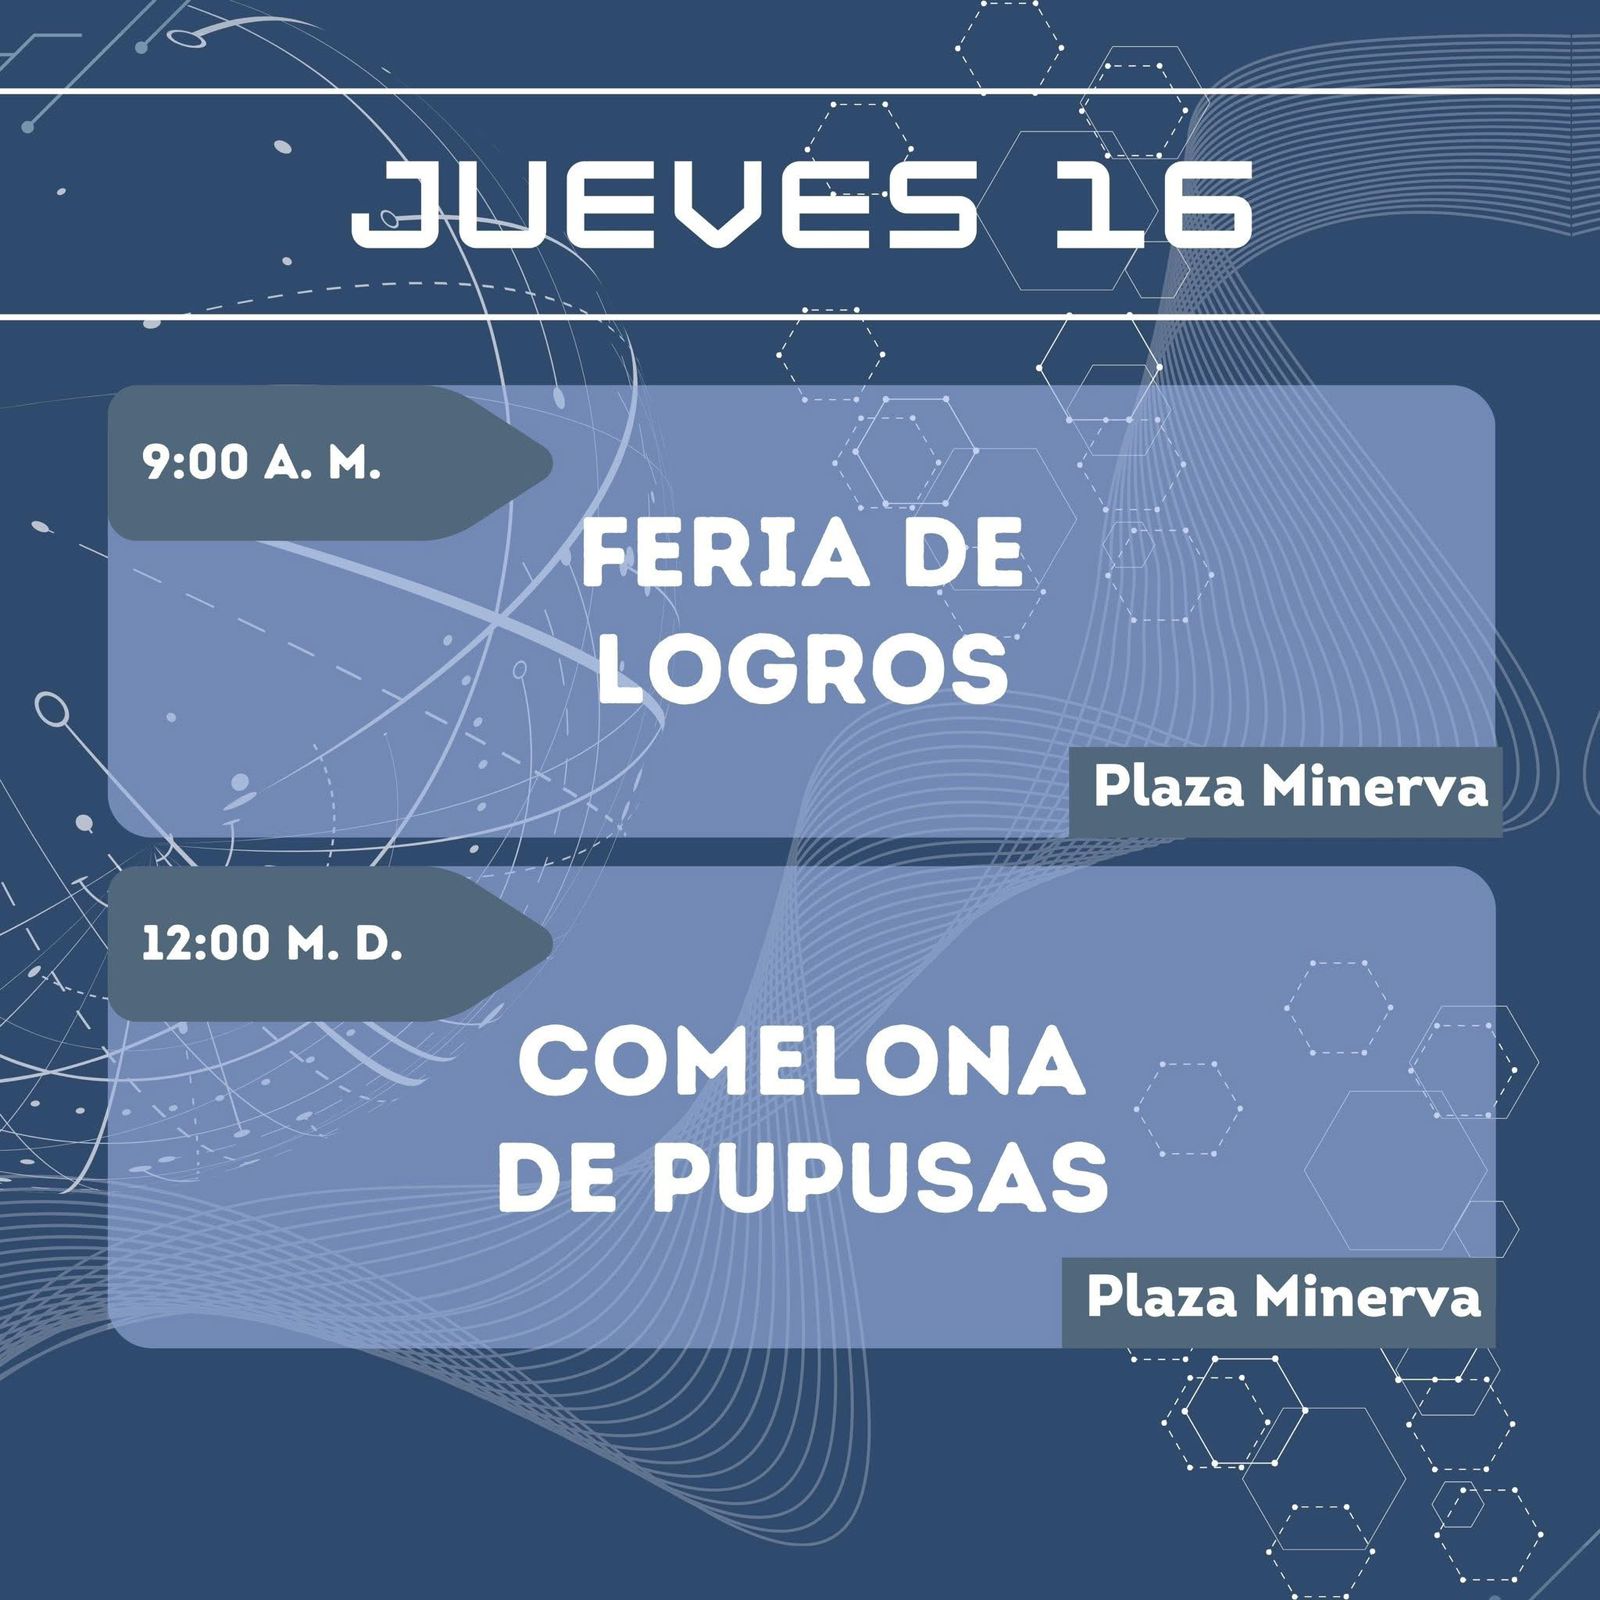 JUEVES 16
9:00 A. M.
FERIA DE
LOGROS
Plaza Minerva
12:00 M. D.
COMELONA
DE PUPUSAS
Plaza Minerva